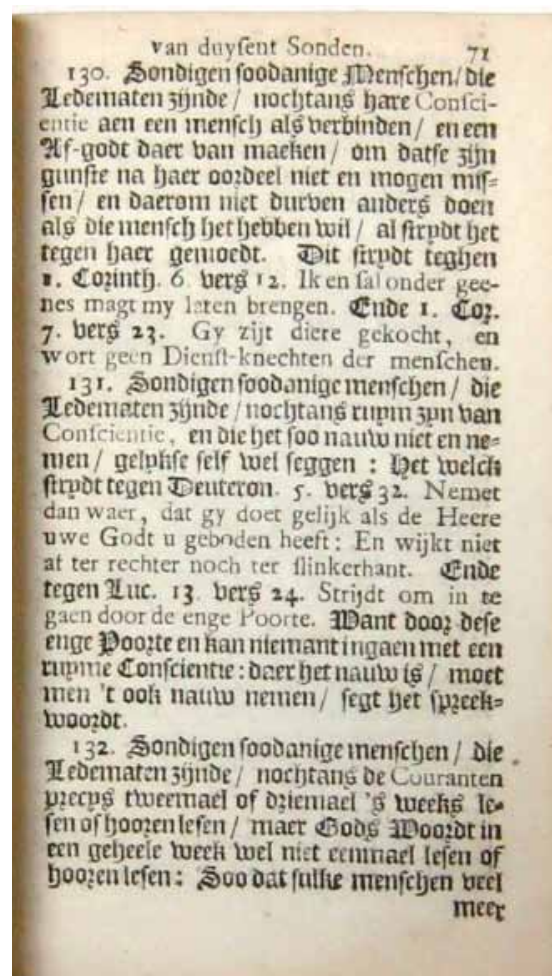 van duysent Sonden. 71
130. Sondigen soodanige Menschen/ die
Ledematen zijnde / nochtans hare Consci-
entie aen een mensch als verbinden / en een
Af-godt daer van maeken / om datse zijn
gunste na haer oordeel niet en mogen mis-
sen / en daerom niet durven anders doen
als die mensch het hebben wil / al strydt het
tegen haer gemoedt. Dit strydt teghen
1. Corinth. 6 vers 12. Ik en sal onder gee-
nes magt my laten brengen. Ende 1. Cor.
7. vers 23. Gy zijt diere gekocht, en
wort geen Dienst-knechten der menschen.
131. Sondigen soodanige menschen / die
Ledematen zijnde / nochtans ruym zyn van
Conscientie, en die het soo nauw niet en ne-
men / gelykse self wel seggen : Het welck
strydt tegen Deuteron. 5. vers 32. Nemet
dan waer, dat gy doet gelijk als de Heere
uwe Godt u geboden heeft: En wijkt niet
af ter rechter noch ter slinkerhant. Ende
tegen Luc. 13 vers 24. Strijdt om in te
gaen door de enge Poorte. Want door dese
enge Poorte en kan niemant ingaen met een
ruyme Conscientie: daer het nauw is / moet
men 't ook nauw nemen / segt het spreek-
woordt.
132. Sondigen soodanige menschen / die
Ledematen zijnde / nochtans de Couranten
precys tweemael of driemael 's weeks le-
sen of hooren lesen / maer Gods Woordt in
een geheele week wel niet eenmael lesen of
hooren lesen : Soo dat sulke menschen veel
meer